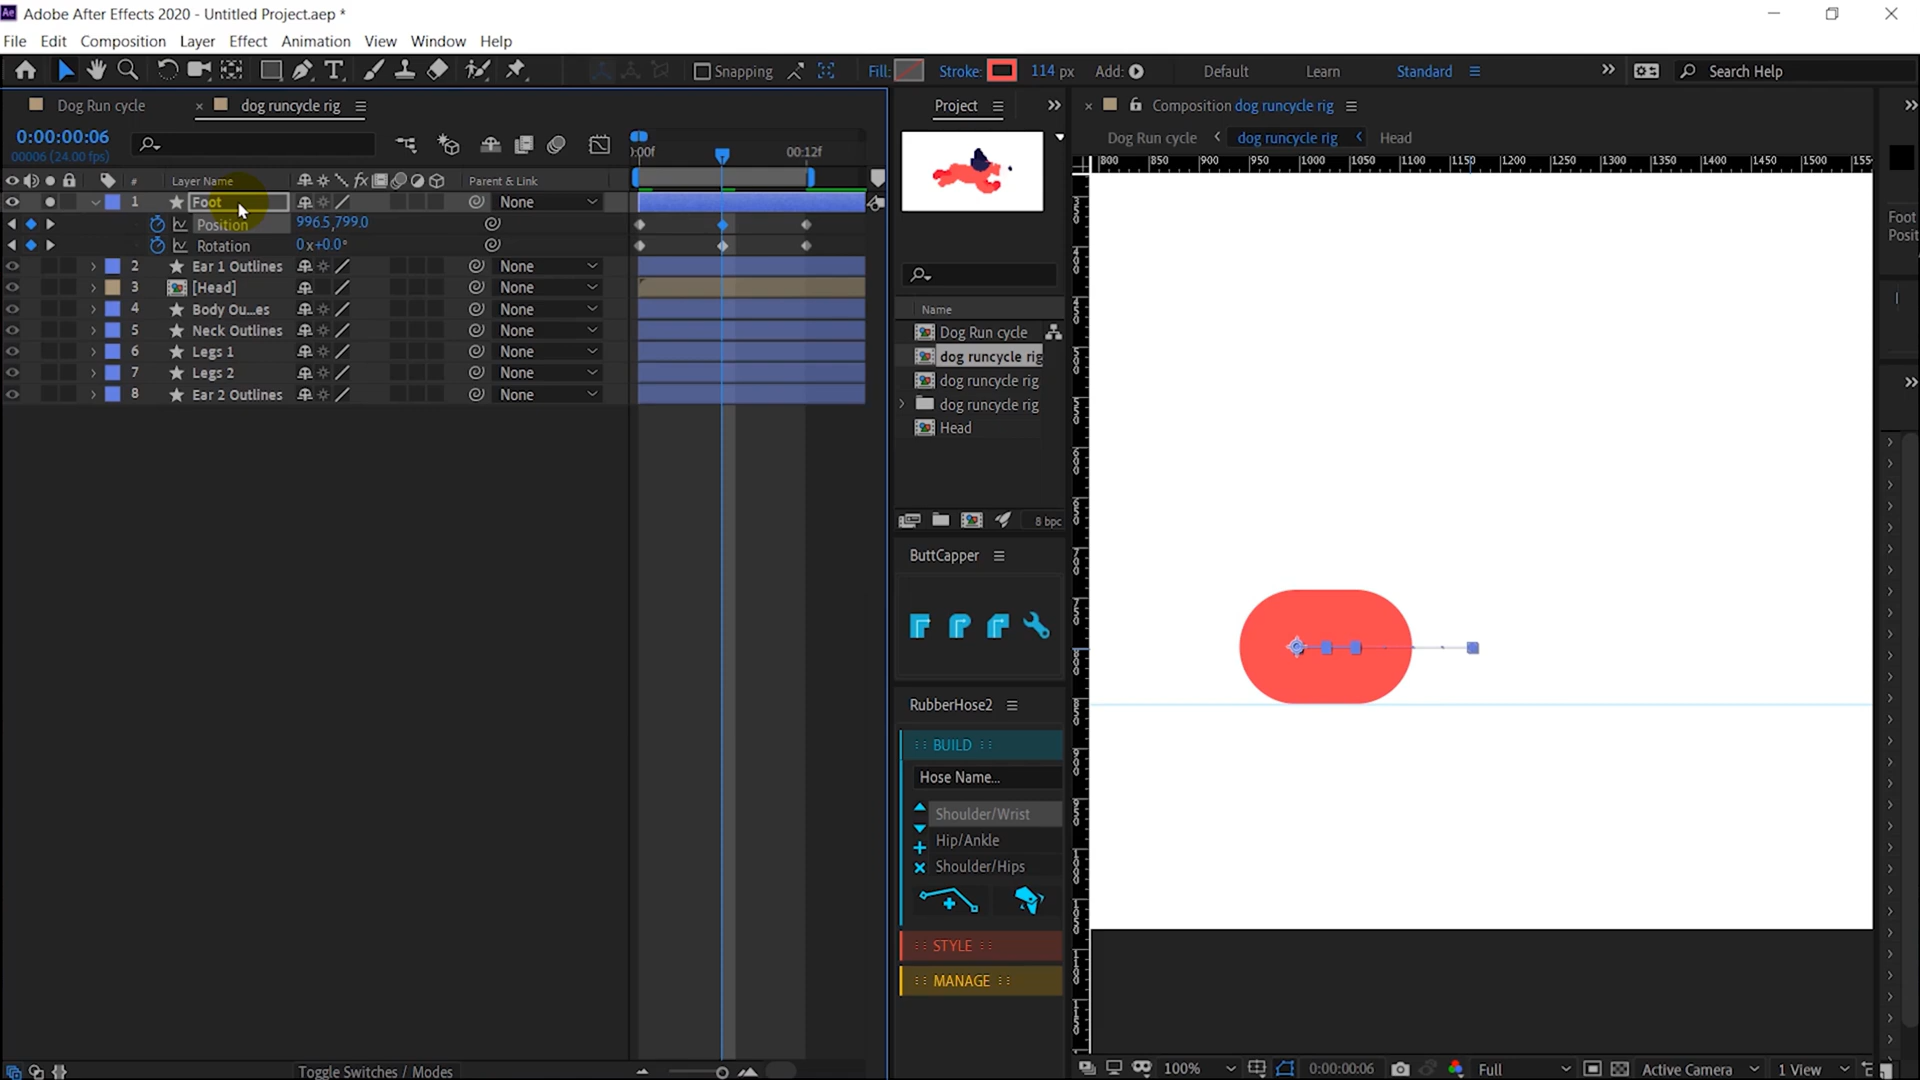 Ae Adobe After Effects 2020 - Untitled Project.aep *
File Edit Composition Layer Effect Animation View Window Help
Snapping Fill: Stroke: 114 px Add: Default Learn Standard Search Help
Dog Run cycle × dog runcycle rig
0:00:00:06
00006 (24.00 fps)
# Layer Name fx Parent & Link
):00f 00:12f
1 Foot None
Position 996.5,799.0
Rotation 0x+0.0°
2 Ear 1 Outlines None
3 [Head] None
4 Body Ou...es None
5 Neck Outlines None
6 Legs 1 None
7 Legs 2 None
8 Ear 2 Outlines None
Toggle Switches / Modes
Project
Name
Dog Run cycle
dog runcycle rig
dog runcycle rig
dog runcycle rig
Head
8 bpc
ButtCapper
RubberHose2
BUILD
Hose Name...
Shoulder/Wrist
Hip/Ankle
Shoulder/Hips
STYLE
MANAGE
× Composition dog runcycle rig
Dog Run cycle dog runcycle rig Head
800 850 900 950 1000 1050 1100 1150 1200 1250 1300 1350 1400 1450 1500 155
Foot
Posit
100% 0:00:00:06 Full Active Camera 1 View